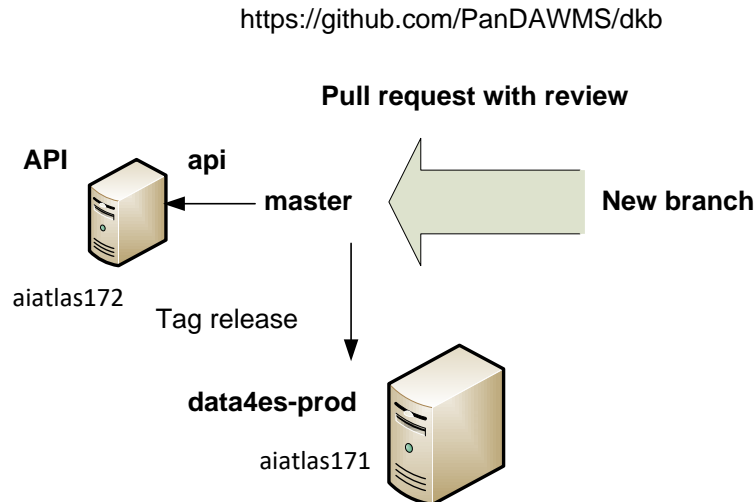 https://github.com/PanDAWMS/dkb
Pull request with review
API
api
master
New branch
aiatlas172
Tag release
data4es-prod
aiatlas171